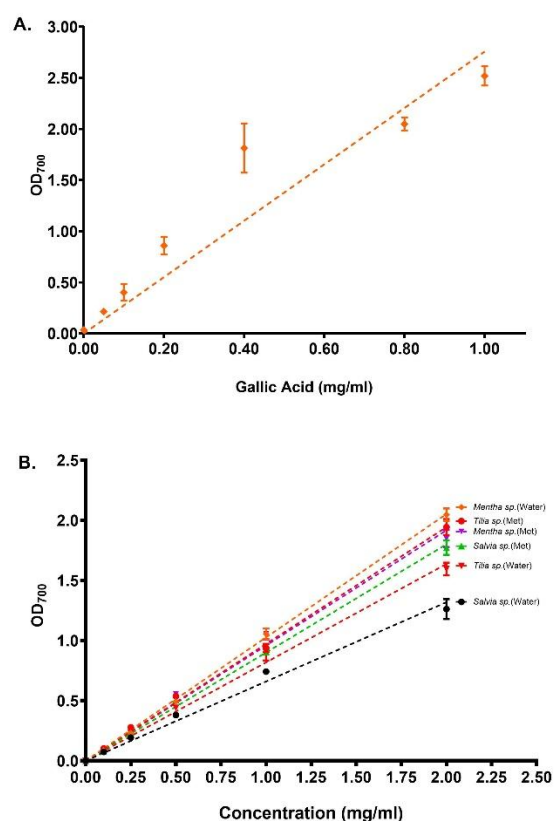 A.
3.00
2.50
2.00
1.50
1.00
0.50
0.00
OD700
0.00 0.20 0.40 0.60 0.80 1.00
Gallic Acid (mg/ml)
B.
2.5
2.0
1.5
1.0
0.5
0.0
OD700
Mentha sp.(Water)
Tilia sp.(Met)
Mentha sp.(Met)
Salvia sp.(Met)
Tilia sp.(Water)
Salvia sp.(Water)
0.00 0.25 0.50 0.75 1.00 1.25 1.50 1.75 2.00 2.25 2.50
Concentration (mg/ml)